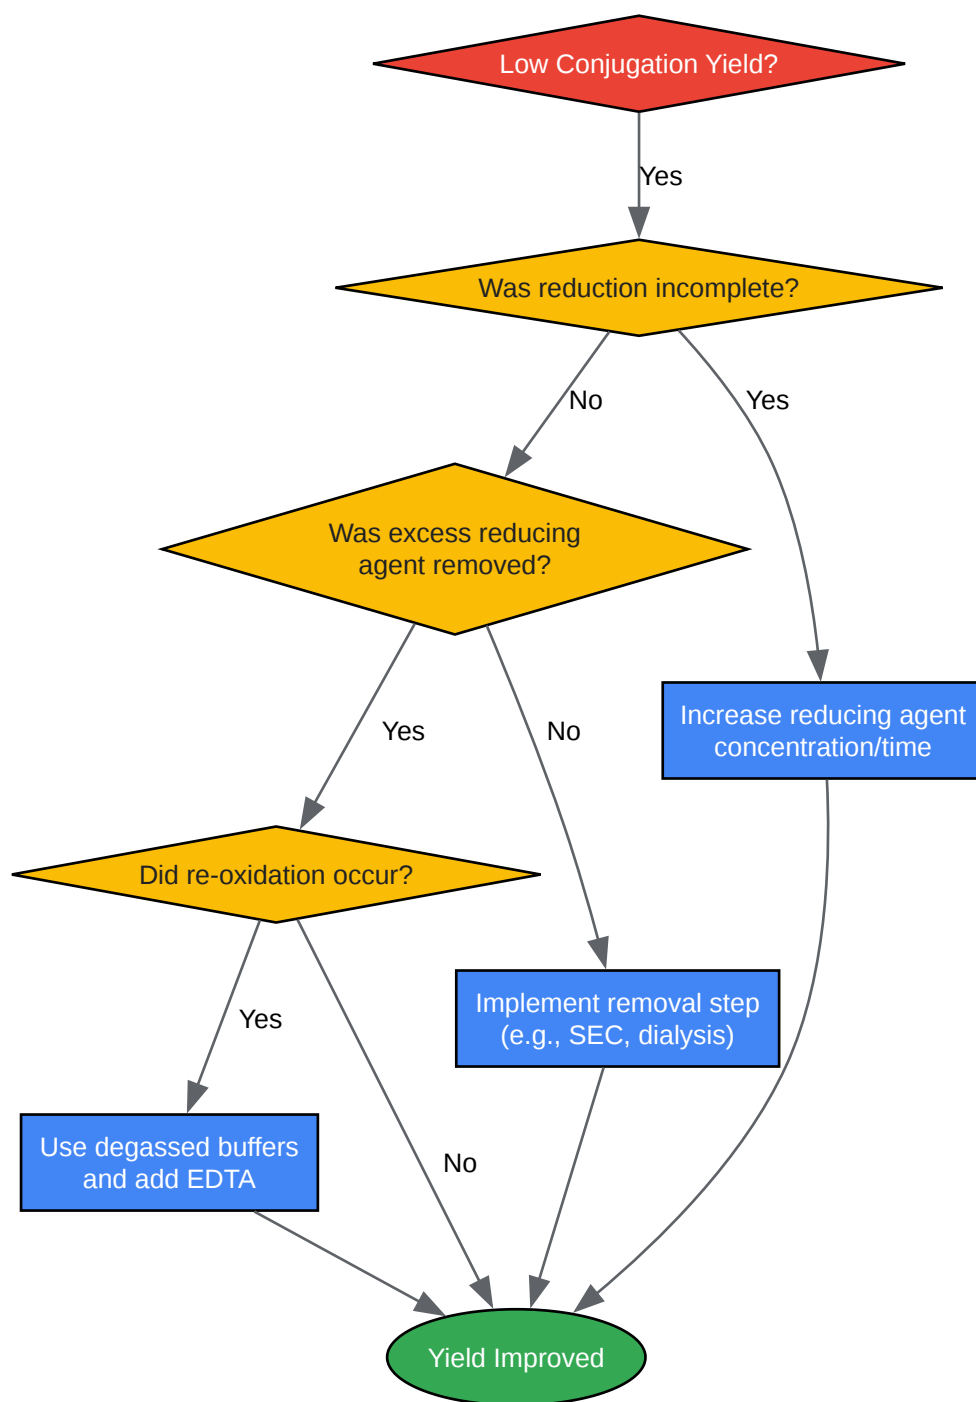 Low Conjugation Yield?
Yes
Was reduction incomplete?
No
Yes
Was excess reducing
agent removed?
Increase reducing agent
concentration/time
Yes
No
Did re-oxidation occur?
Implement removal step
(e.g., SEC, dialysis)
Yes
Use degassed buffers
and add EDTA
No
Yield Improved